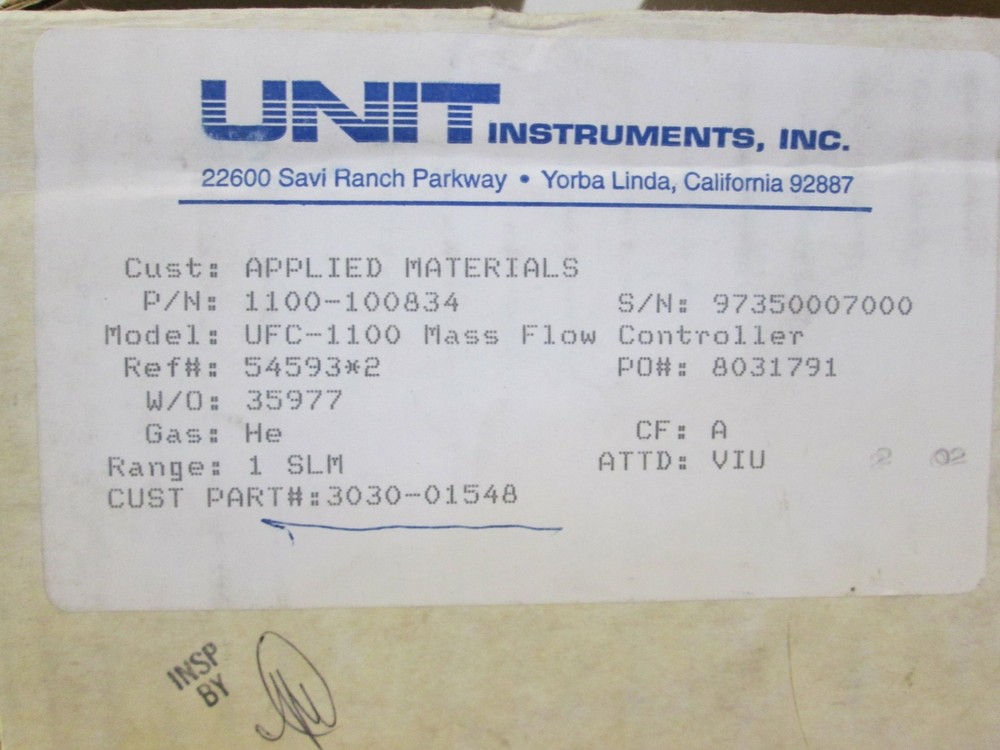 UNIT INSTRUMENTS, INC.
22600 Savi Ranch Parkway • Yorba Linda, California 92887
Cust: APPLIED MATERIALS
P/N: 1100-100834 S/N: 97350007000
Model: UFC-1100 Mass Flow Controller
Ref#: 54593*2 PO#: 8031791
W/O: 35977
Gas: He CF: A
Range: 1 SLM ATTD: VIU 2 02
CUST PART#:3030-01548
INSP
BY